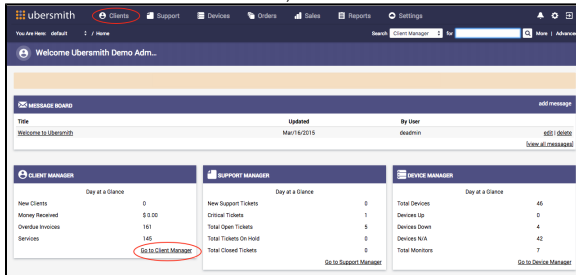 ubersmith Clients Support Devices Orders Sales Reports Settings
You Are Here: default / Home Search Client Manager for More | Advance
Welcome Ubersmith Demo Adm...
MESSAGE BOARD add message
Title Updated By User
Welcome to Ubersmith Mar/16/2015 deadmin edit | delete
[view all messages]
CLIENT MANAGER SUPPORT MANAGER DEVICE MANAGER
Day at a Glance Day at a Glance Day at a Glance
New Clients 0 New Support Tickets 0 Total Devices 46
Money Received $ 0.00 Critical Tickets 1 Devices Up 0
Overdue Invoices 161 Total Open Tickets 5 Devices Down 4
Services 145 Total Tickets On Hold 0 Devices N/A 42
Go to Client Manager Total Closed Tickets 0 Total Monitors 7
Go to Support Manager Go to Device Manager